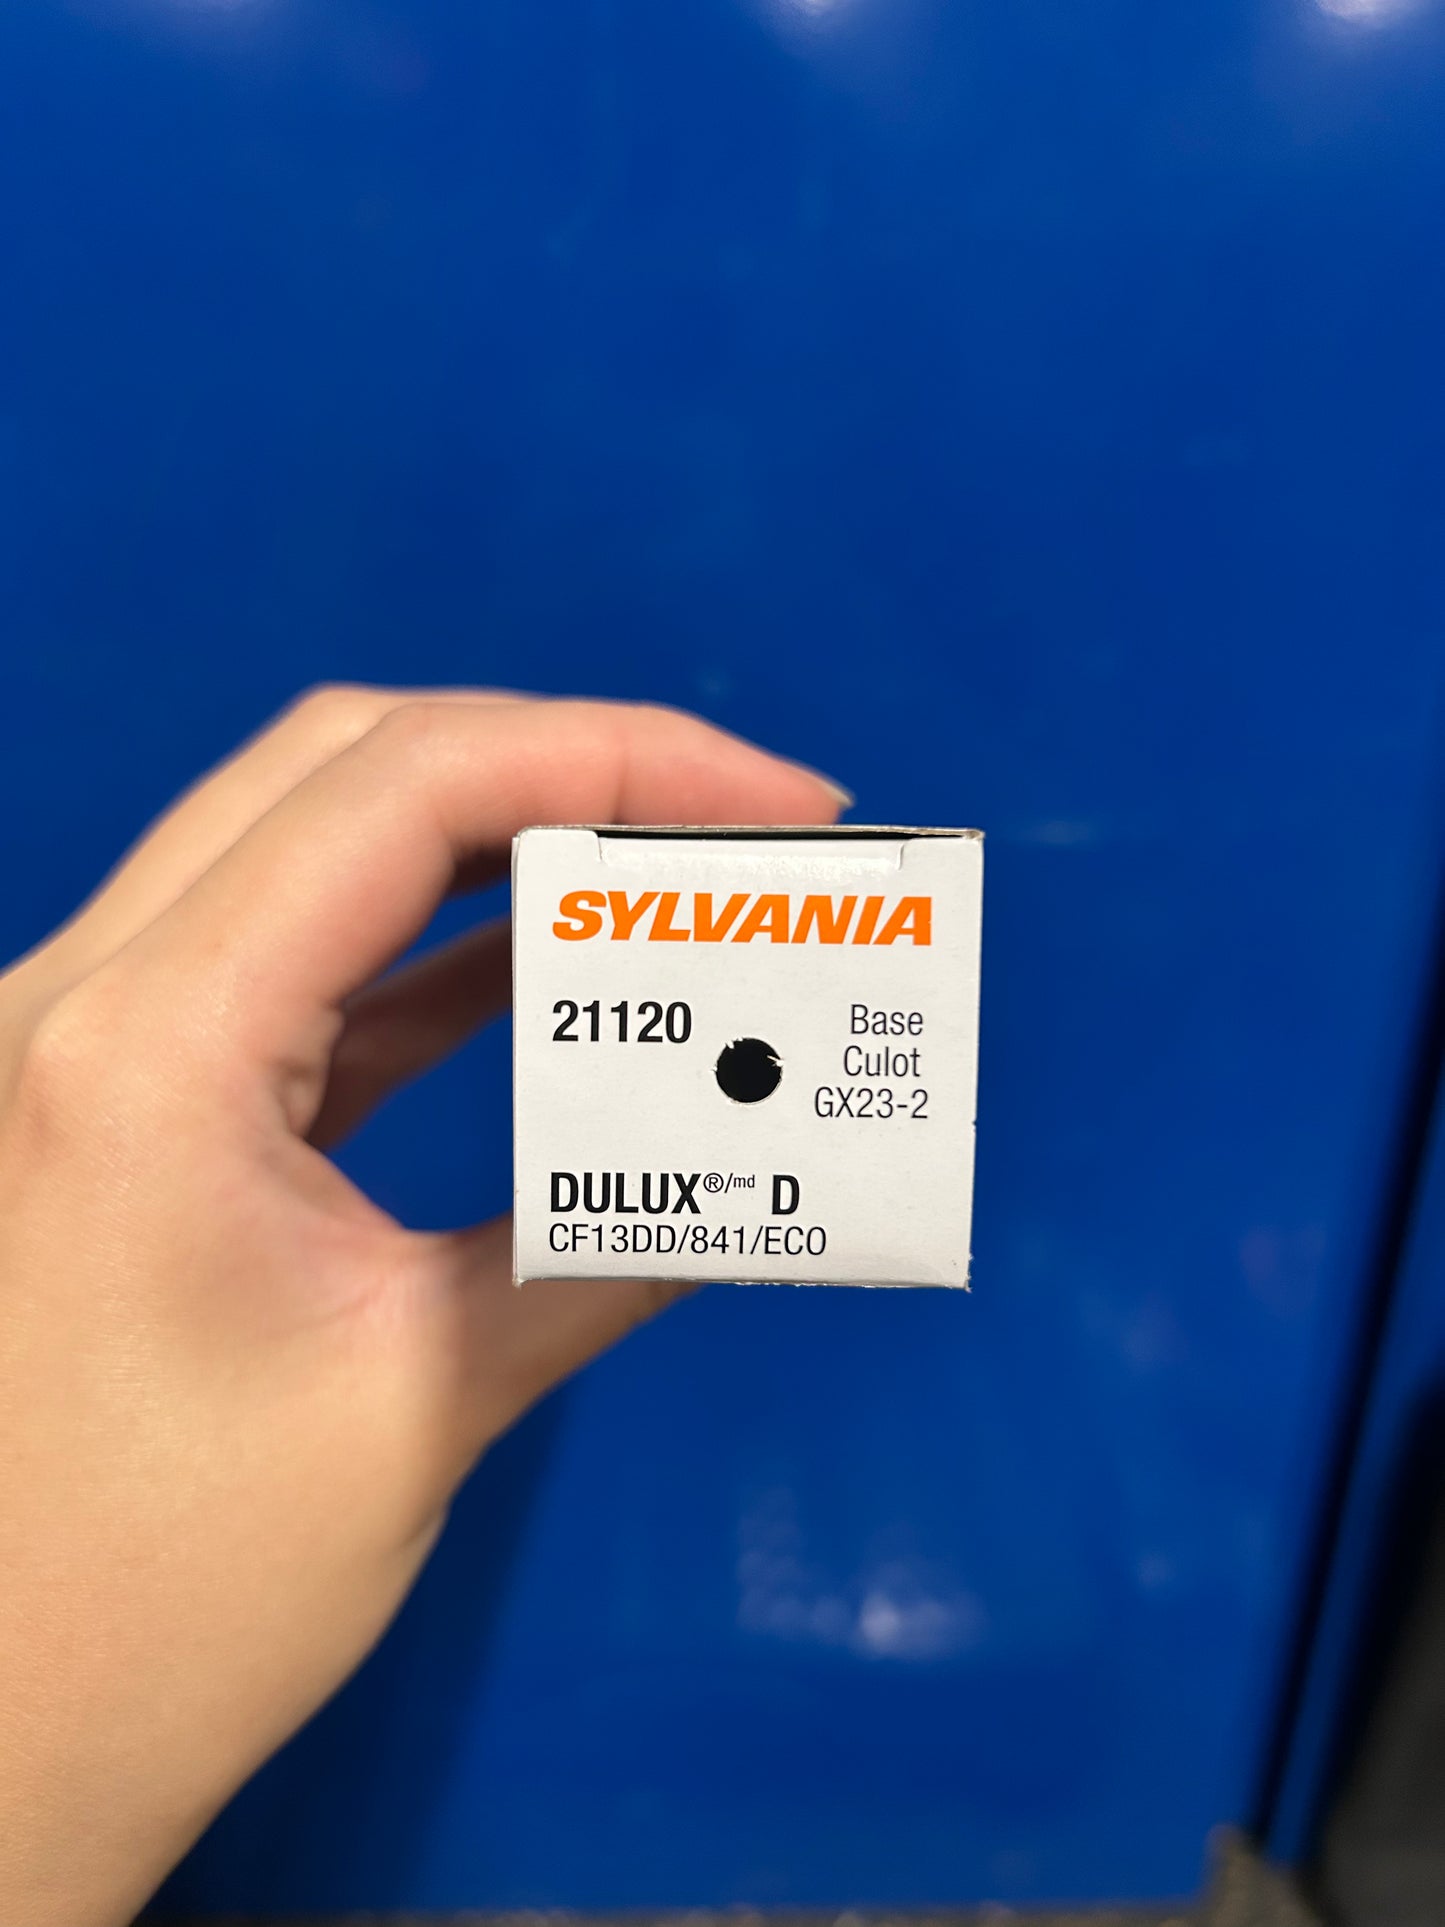 SYLVANIA
21120
Base
Culot
GX23-2
DULUX®/md D
CF13DD/841/ECO